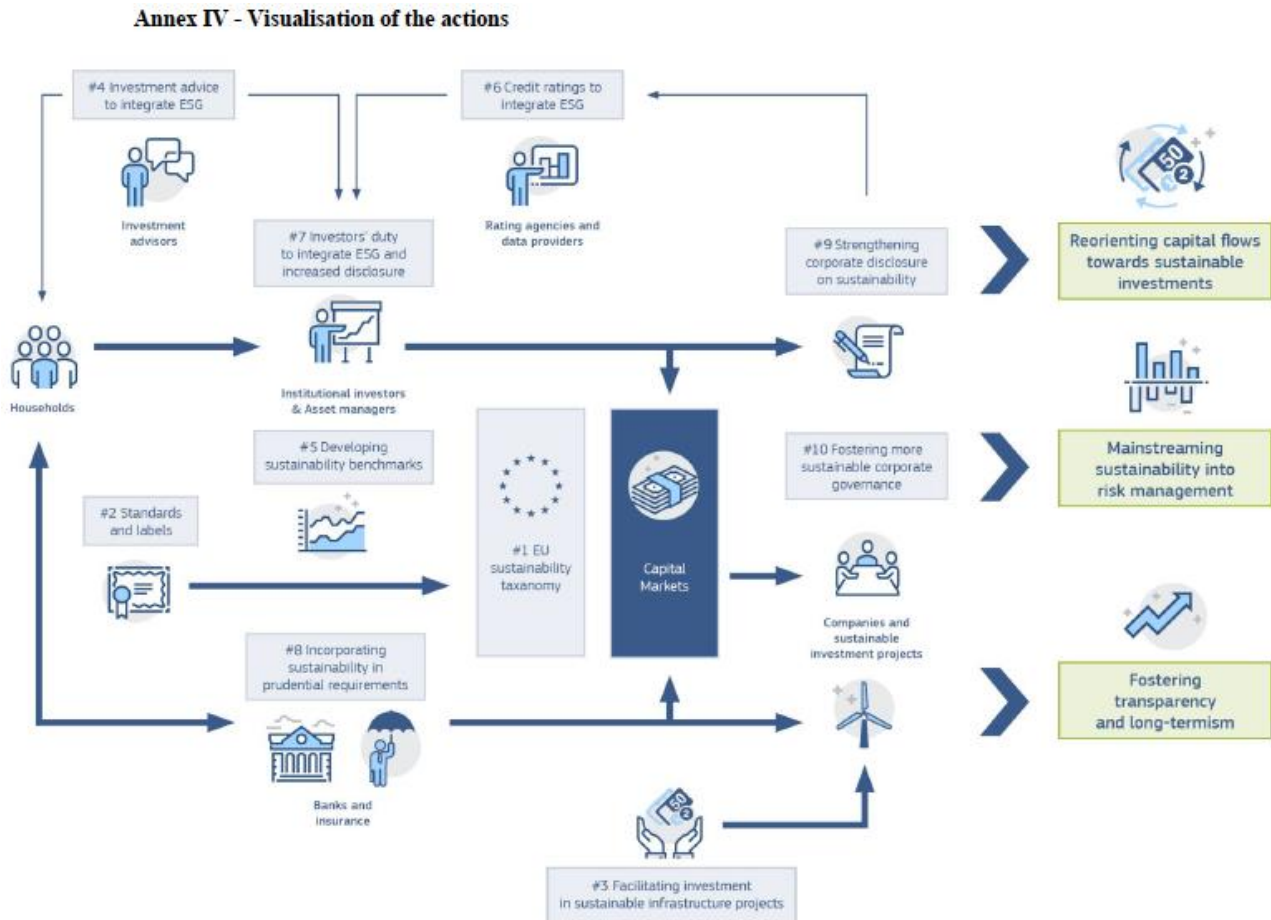 Annex IV - Visualisation of the actions
#4 Investment advice
to integrate ESG
#6 Credit ratings to
integrate ESG
Investment
advisors
Rating agencies and
data providers
#7 Investors' duty
to integrate ESG and
increased disclosure
#9 Strengthening
corporate disclosure
on sustainability
50
2
Reorienting capital flows
towards sustainable
investments
Households
Institutional investors
& Asset managers
#5 Developing
sustainability benchmarks
#10 Fostering more
sustainable corporate
governance
Mainstreaming
sustainability into
risk management
#2 Standards
and labels
#1 EU
sustainability
taxanomy
Capital
Markets
Companies and
sustainable
investment projects
#8 Incorporating
sustainability in
prudential requirements
Fostering
transparency
and long-termism
Banks and
insurance
50
2
#3 Facilitating investment
in sustainable infrastructure projects